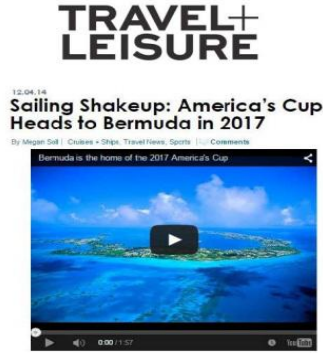 TRAVEL+
LEISURE
12.04.14
Sailing Shakeup: America's Cup
Heads to Bermuda in 2017
By Megan Soll | Cruises + Ships, Travel News, Sports | Comments
Bermuda is the home of the 2017 America's Cup
0:00 / 1:57
YouTube